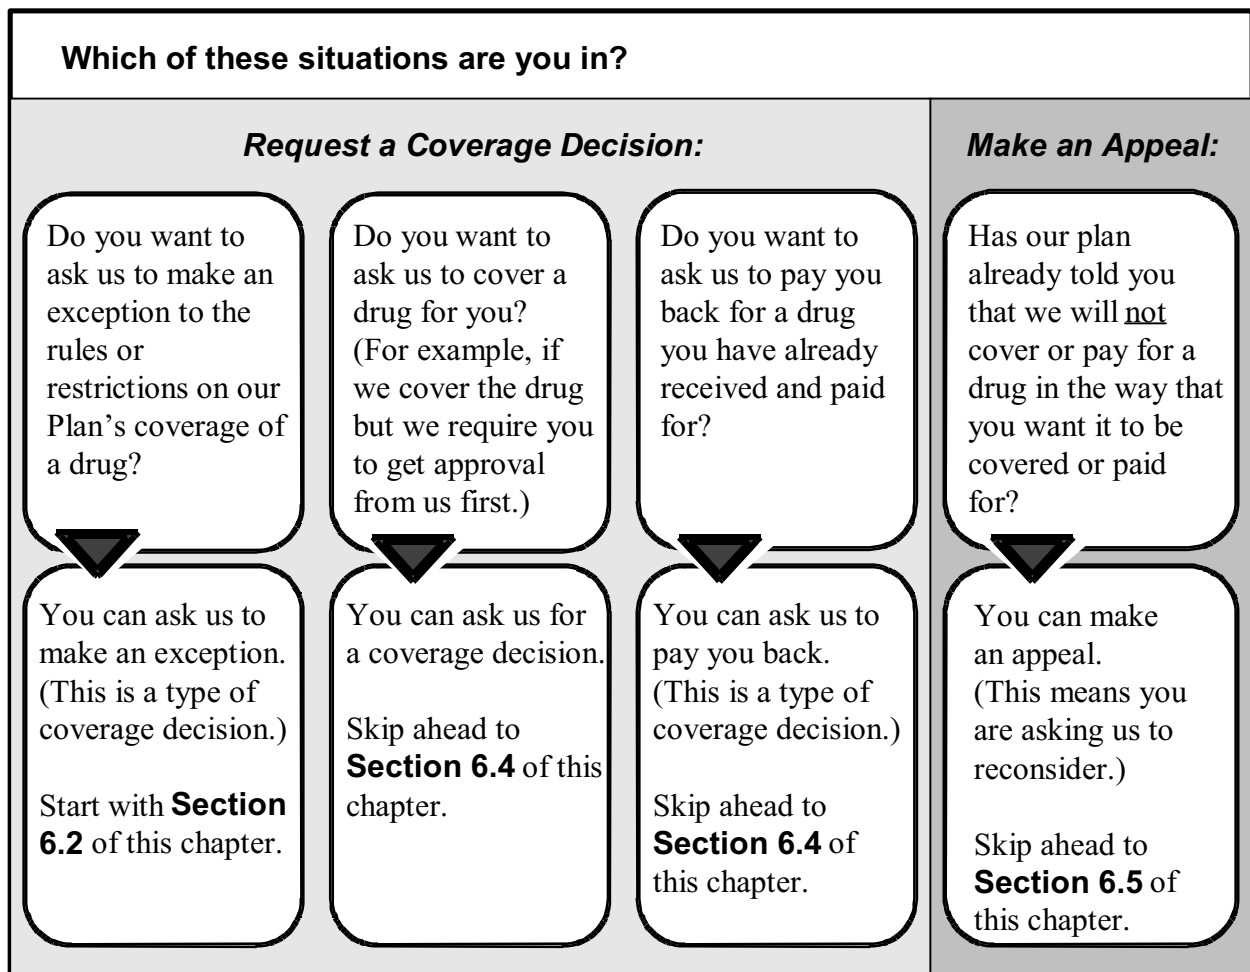 Which of these situations are you in?
Request a Coverage Decision:
Make an Appeal:
Do you want to
ask us to make an
exception to the
rules or
restrictions on our
Plan’s coverage of
a drug?
You can ask us to
make an exception.
(This is a type of
coverage decision.)
Start with Section
6.2 of this chapter.
Do you want to
ask us to cover a
drug for you?
(For example, if
we cover the drug
but we require you
to get approval
from us first.)
You can ask us for
a coverage decision.
Skip ahead to
Section 6.4 of this
chapter.
Do you want to
ask us to pay you
back for a drug
you have already
received and paid
for?
You can ask us to
pay you back.
(This is a type of
coverage decision.)
Skip ahead to
Section 6.4 of
this chapter.
Has our plan
already told you
that we will not
cover or pay for a
drug in the way that
you want it to be
covered or paid
for?
You can make
an appeal.
(This means you
are asking us to
reconsider.)
Skip ahead to
Section 6.5 of
this chapter.